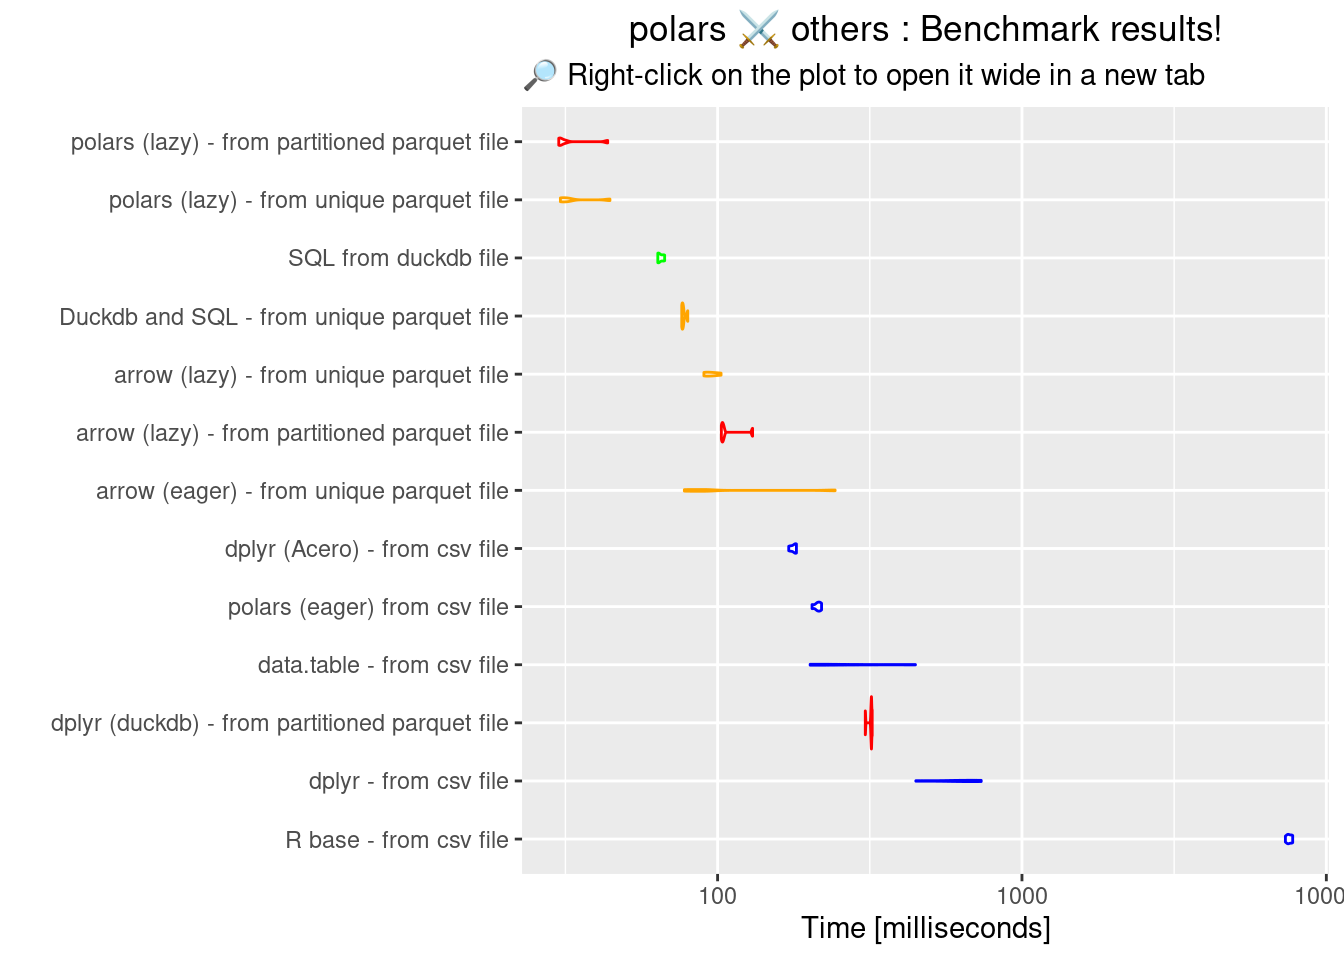 polars ⚔️ others : Benchmark results!
🔎 Right-click on the plot to open it wide in a new tab
polars (lazy) - from partitioned parquet file
polars (lazy) - from unique parquet file
SQL from duckdb file
Duckdb and SQL - from unique parquet file
arrow (lazy) - from unique parquet file
arrow (lazy) - from partitioned parquet file
arrow (eager) - from unique parquet file
dplyr (Acero) - from csv file
polars (eager) from csv file
data.table - from csv file
dplyr (duckdb) - from partitioned parquet file
dplyr - from csv file
R base - from csv file
100 1000 1000
Time [milliseconds]